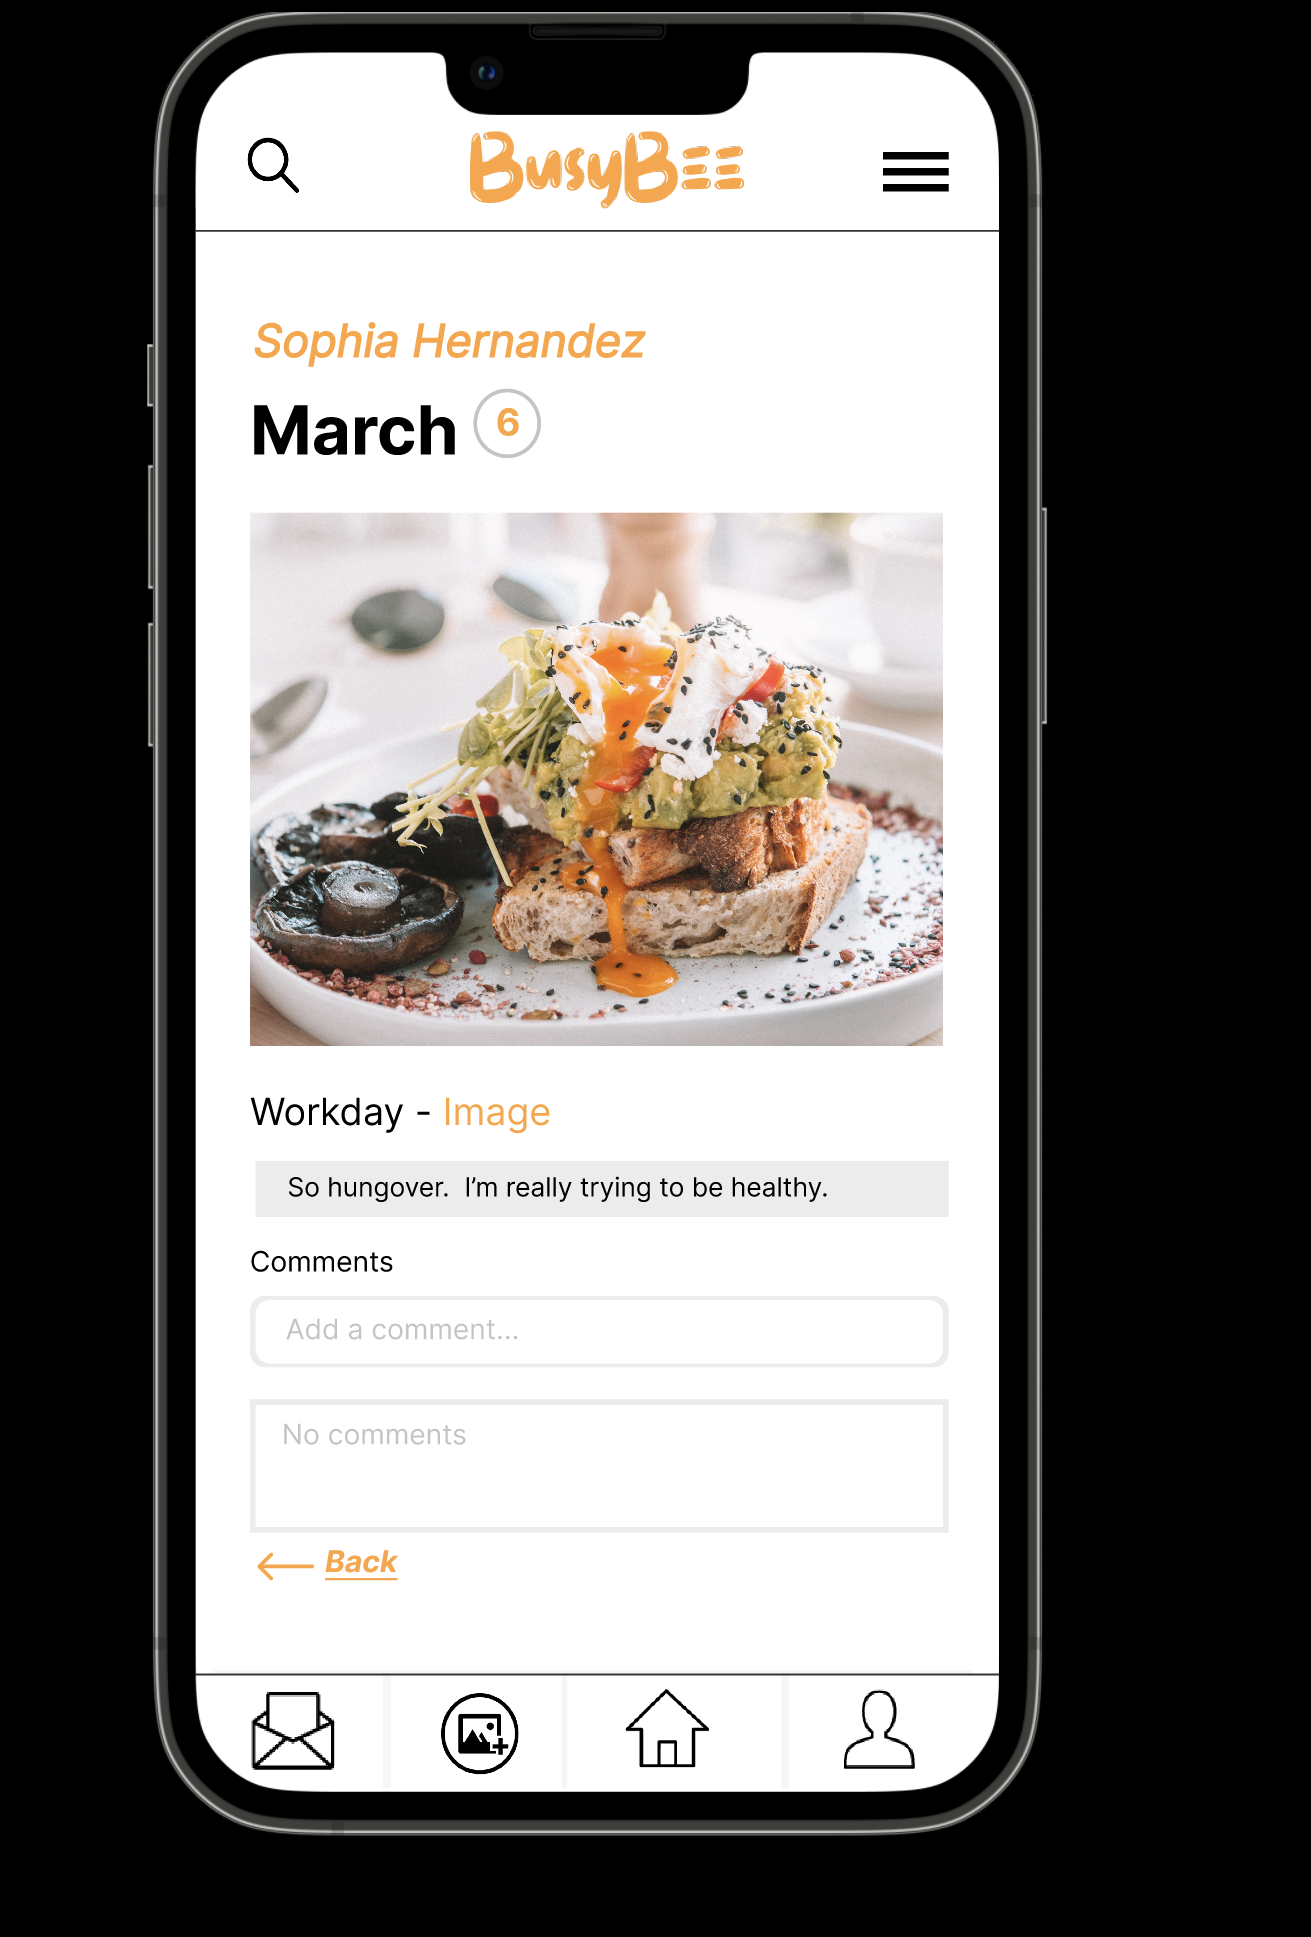 BusyBEE
Sophia Hernandez
March 6
Workday - Image
So hungover. I'm really trying to be healthy.
Comments
Add a comment...
No comments
Back